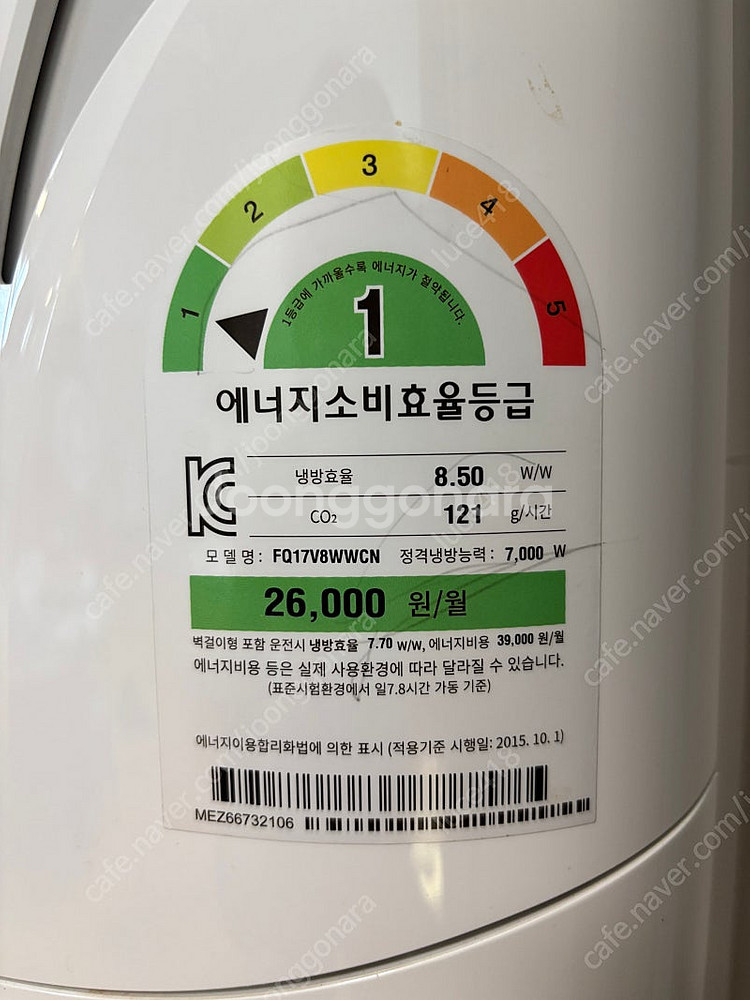 1 2 3 4 5
1등급에 가까울수록 에너지가 절약됩니다.
1
에너지소비효율등급
냉방효율 8.50 W/W
CO₂ 121 g/시간
모 델 명 : FQ17V8WWCN 정격냉방능력 : 7,000 W
26,000 원/월
벽걸이형 포함 운전시 냉방효율 7.70 W/W, 에너지비용 39,000 원/월
에너지비용 등은 실제 사용환경에 따라 달라질 수 있습니다.
(표준시험환경에서 일7.8시간 가동 기준)
에너지이용합리화법에 의한 표시 (적용기준 시행일: 2015. 10. 1)
MEZ66732106
joonggonara
cafe.naver.com/joonggonara
luce418